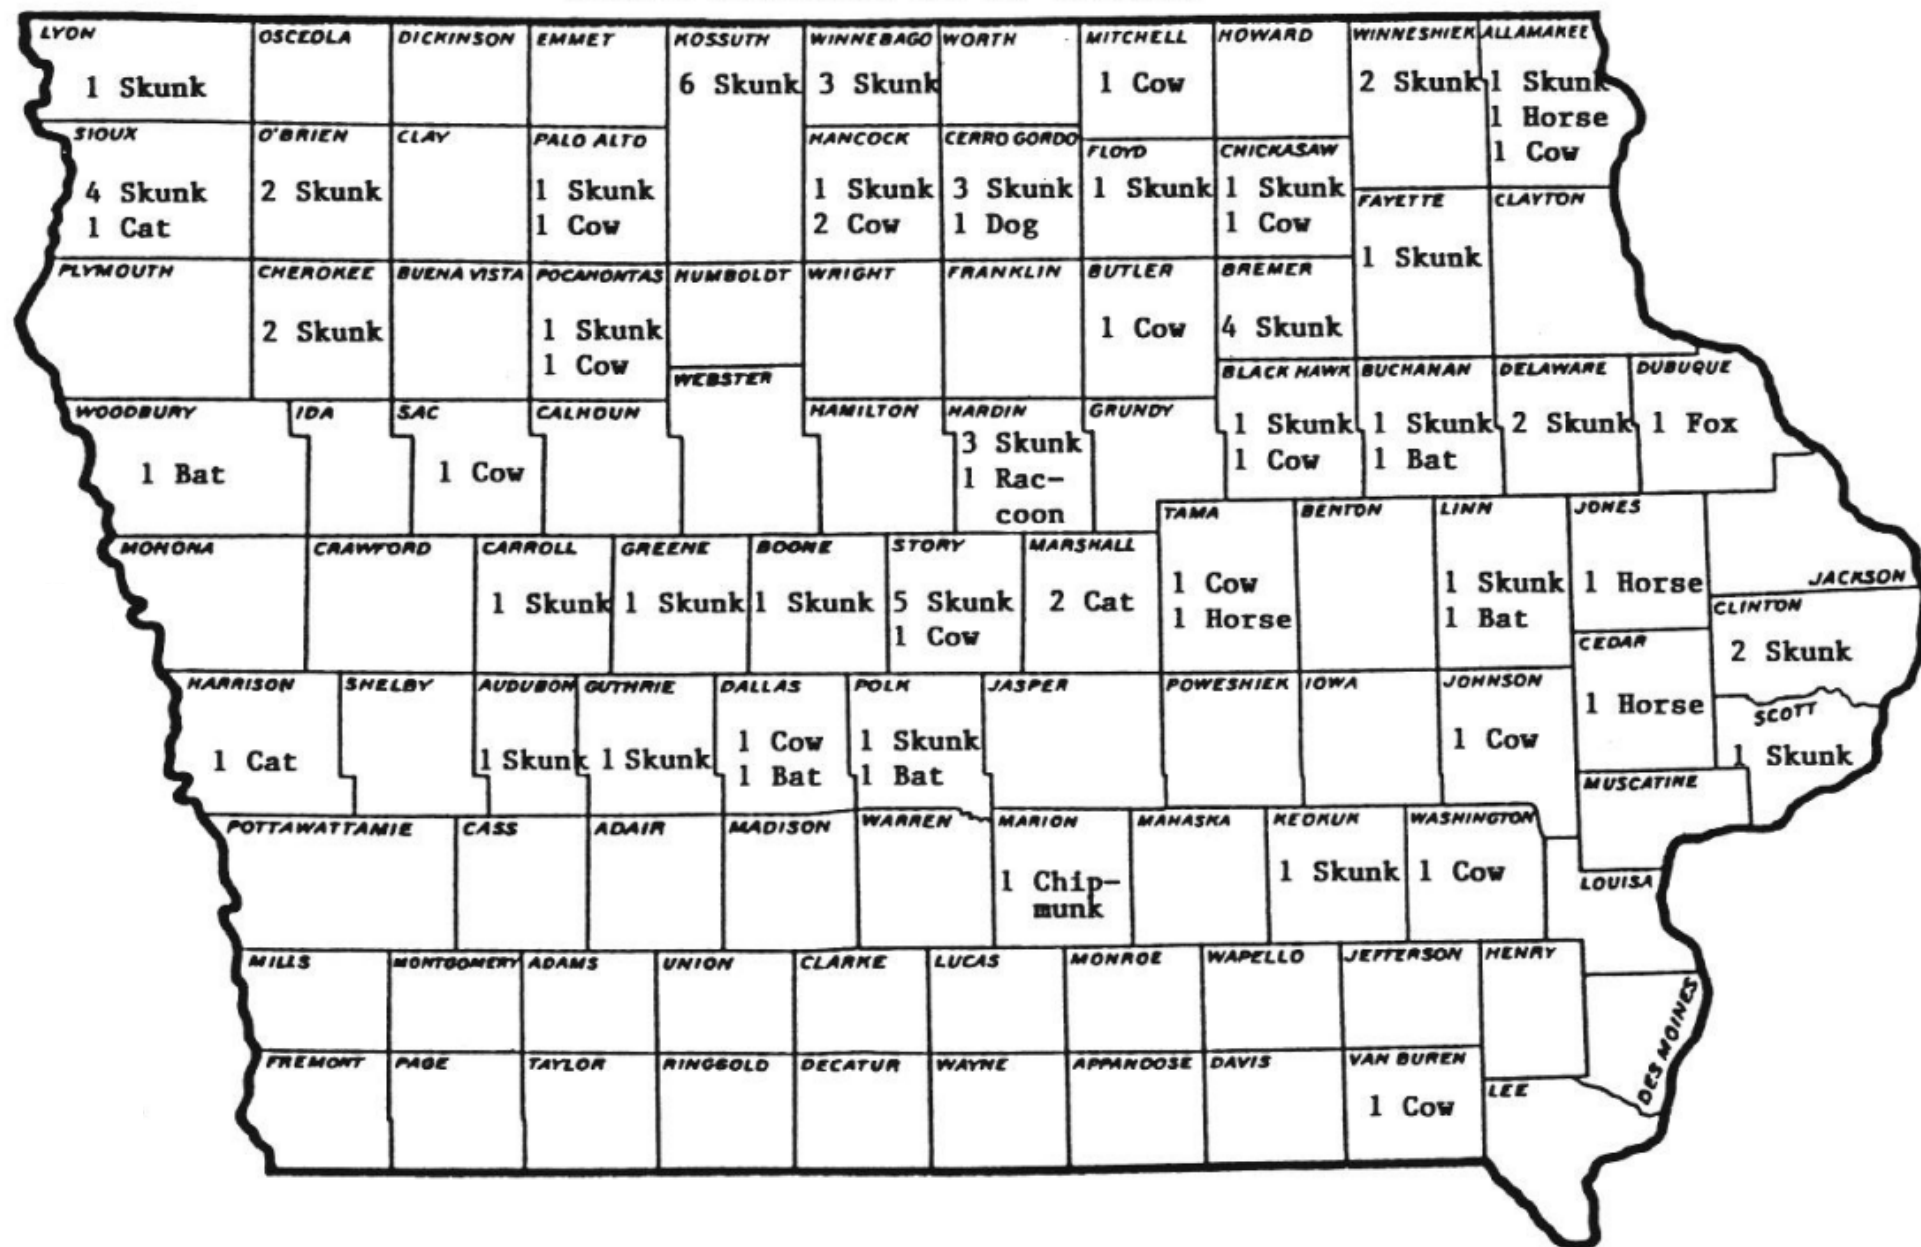 LYON
1 Skunk
OSCEOLA
DICKINSON
EMMET
KOSSUTH
6 Skunk
WINNEBAGO
3 Skunk
WORTH
MITCHELL
1 Cow
HOWARD
WINNESHIEK
2 Skunk
ALLAMAKEE
1 Skunk
1 Horse
1 Cow
SIOUX
4 Skunk
1 Cat
O'BRIEN
2 Skunk
CLAY
PALO ALTO
1 Skunk
1 Cow
HANCOCK
1 Skunk
2 Cow
CERRO GORDO
3 Skunk
1 Dog
FLOYD
1 Skunk
CHICKASAW
1 Skunk
1 Cow
FAYETTE
1 Skunk
CLAYTON
PLYMOUTH
CHEROKEE
2 Skunk
BUENA VISTA
POCAHONTAS
1 Skunk
1 Cow
HUMBOLDT
WRIGHT
FRANKLIN
BUTLER
1 Cow
BREMER
4 Skunk
WEBSTER
BLACK HAWK
1 Skunk
1 Cow
BUCHANAN
1 Skunk
1 Bat
DELAWARE
2 Skunk
DUBUQUE
1 Fox
WOODBURY
1 Bat
IDA
SAC
1 Cow
CALHOUN
HAMILTON
HARDIN
3 Skunk
1 Rac-
coon
GRUNDY
TAMA
1 Cow
1 Horse
BENTON
LINN
1 Skunk
1 Bat
JONES
1 Horse
JACKSON
MONONA
CRAWFORD
CARROLL
1 Skunk
GREENE
1 Skunk
BOONE
1 Skunk
STORY
5 Skunk
1 Cow
MARSHALL
2 Cat
CLINTON
2 Skunk
CEDAR
1 Horse
HARRISON
1 Cat
SHELBY
AUDUBON
1 Skunk
GUTHRIE
1 Skunk
DALLAS
1 Cow
1 Bat
POLK
1 Skunk
1 Bat
JASPER
POWESHIEK
IOWA
JOHNSON
1 Cow
SCOTT
1 Skunk
MUSCATINE
POTTAWATTAMIE
CASS
ADAIR
MADISON
WARREN
MARION
1 Chip-
munk
MAHASKA
KEOKUK
1 Skunk
WASHINGTON
1 Cow
LOUISA
MILLS
MONTGOMERY
ADAMS
UNION
CLARKE
LUCAS
MONROE
WAPELLO
JEFFERSON
HENRY
DES MOINES
FREMONT
PAGE
TAYLOR
RINGGOLD
DECATUR
WAYNE
APPANOOSE
DAVIS
VAN BUREN
1 Cow
LEE